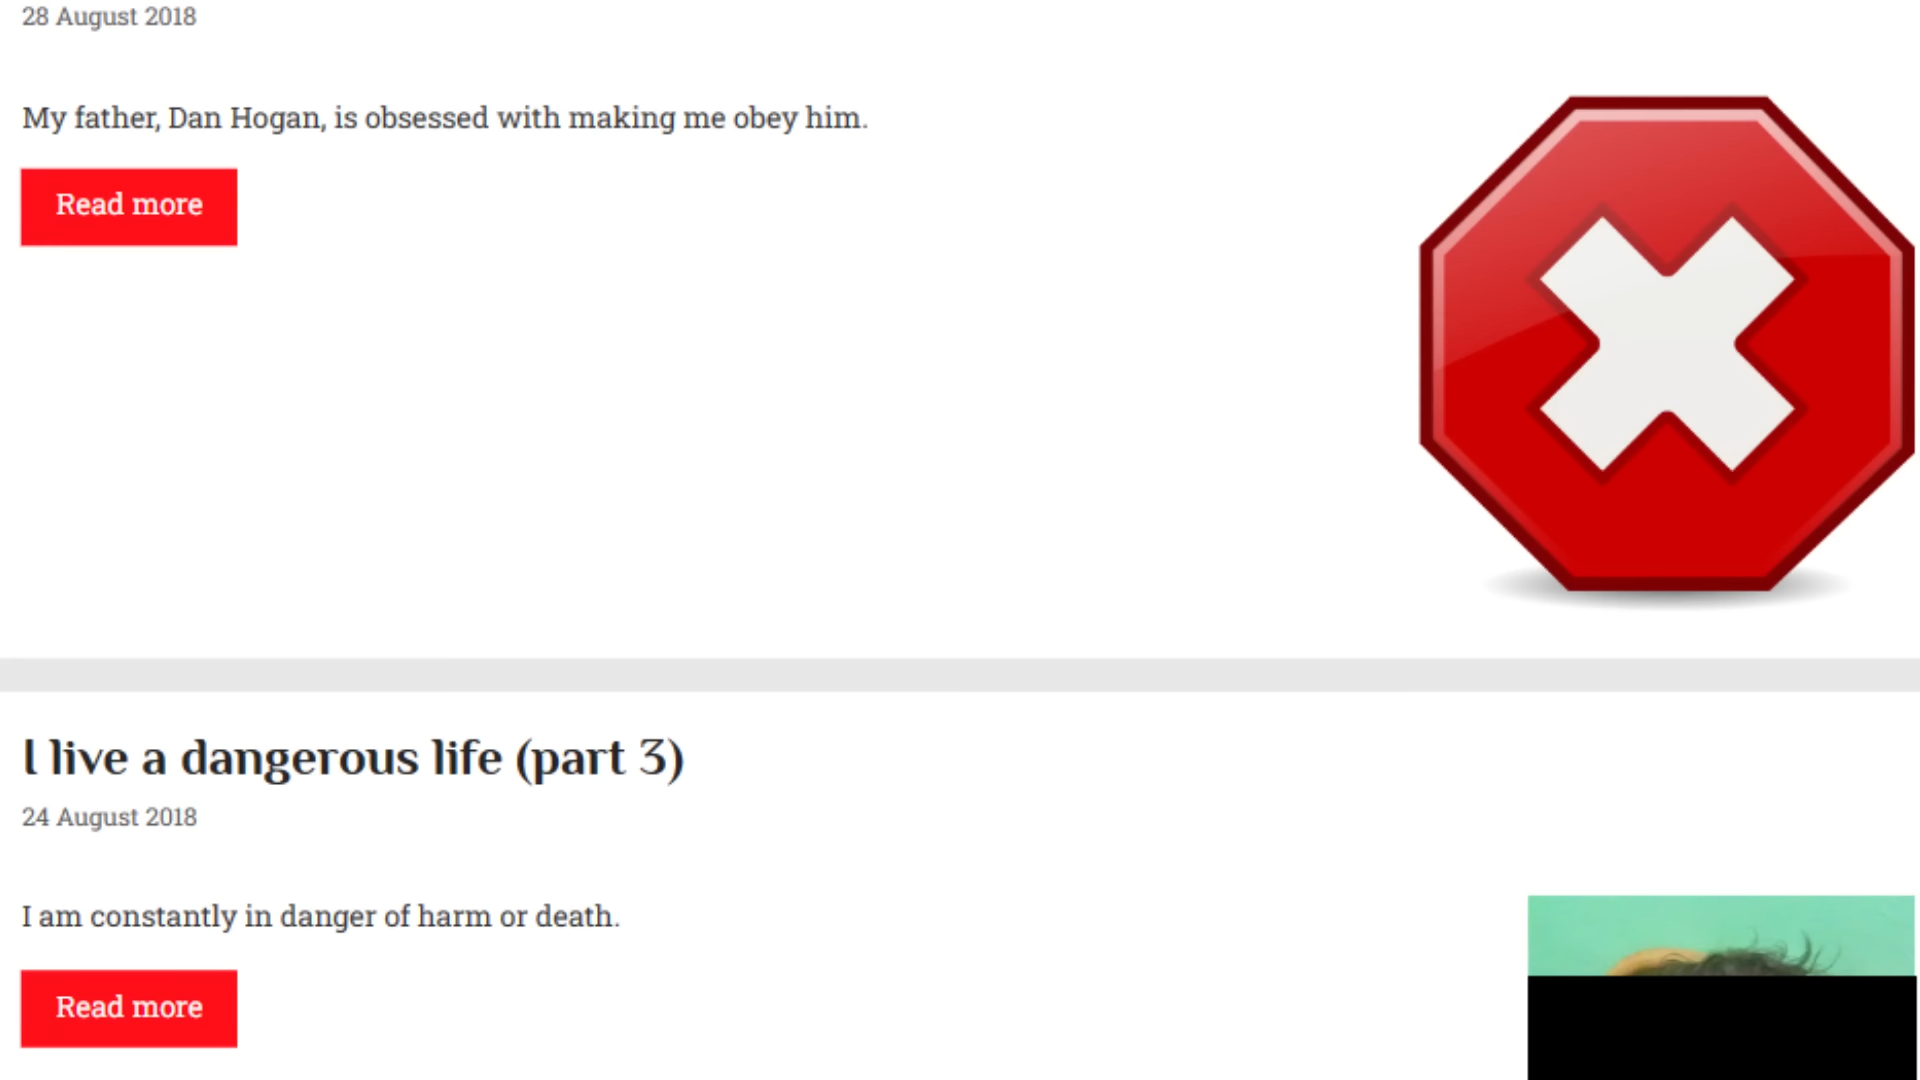 28 August 2018
My father, Dan Hogan, is obsessed with making me obey him.
Read more
I live a dangerous life (part 3)
24 August 2018
I am constantly in danger of harm or death.
Read more